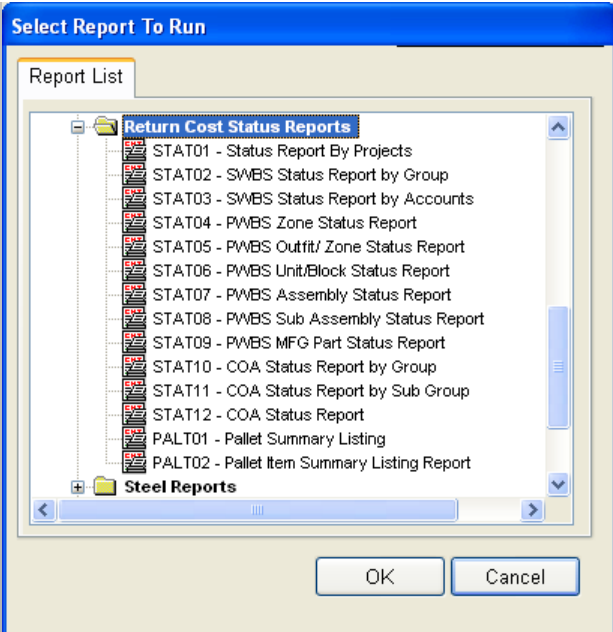 Select Report To Run
Report List
Return Cost Status Reports
STAT01 - Status Report By Projects
STAT02 - SWBS Status Report by Group
STAT03 - SWBS Status Report by Accounts
STAT04 - PWBS Zone Status Report
STAT05 - PWBS Outfit/ Zone Status Report
STAT06 - PWBS Unit/Block Status Report
STAT07 - PWBS Assembly Status Report
STAT08 - PWBS Sub Assembly Status Report
STAT09 - PWBS MFG Part Status Report
STAT10 - COA Status Report by Group
STAT11 - COA Status Report by Sub Group
STAT12 - COA Status Report
PALT01 - Pallet Summary Listing
PALT02 - Pallet Item Summary Listing Report
Steel Reports
OK Cancel